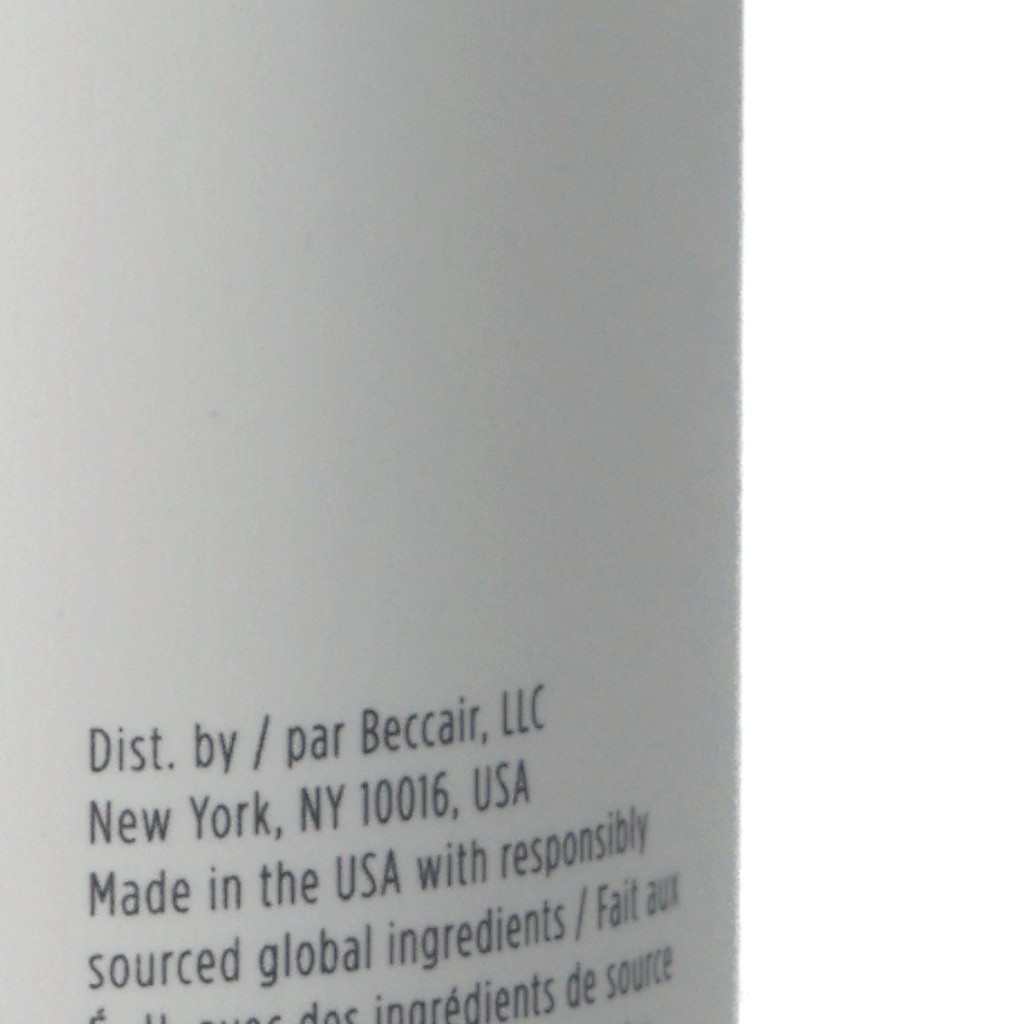 Dist. by / par Beccair, LLC
New York, NY 10016, USA
Made in the USA with responsibly
sourced global ingredients / Fait aux
des ingrédients de source